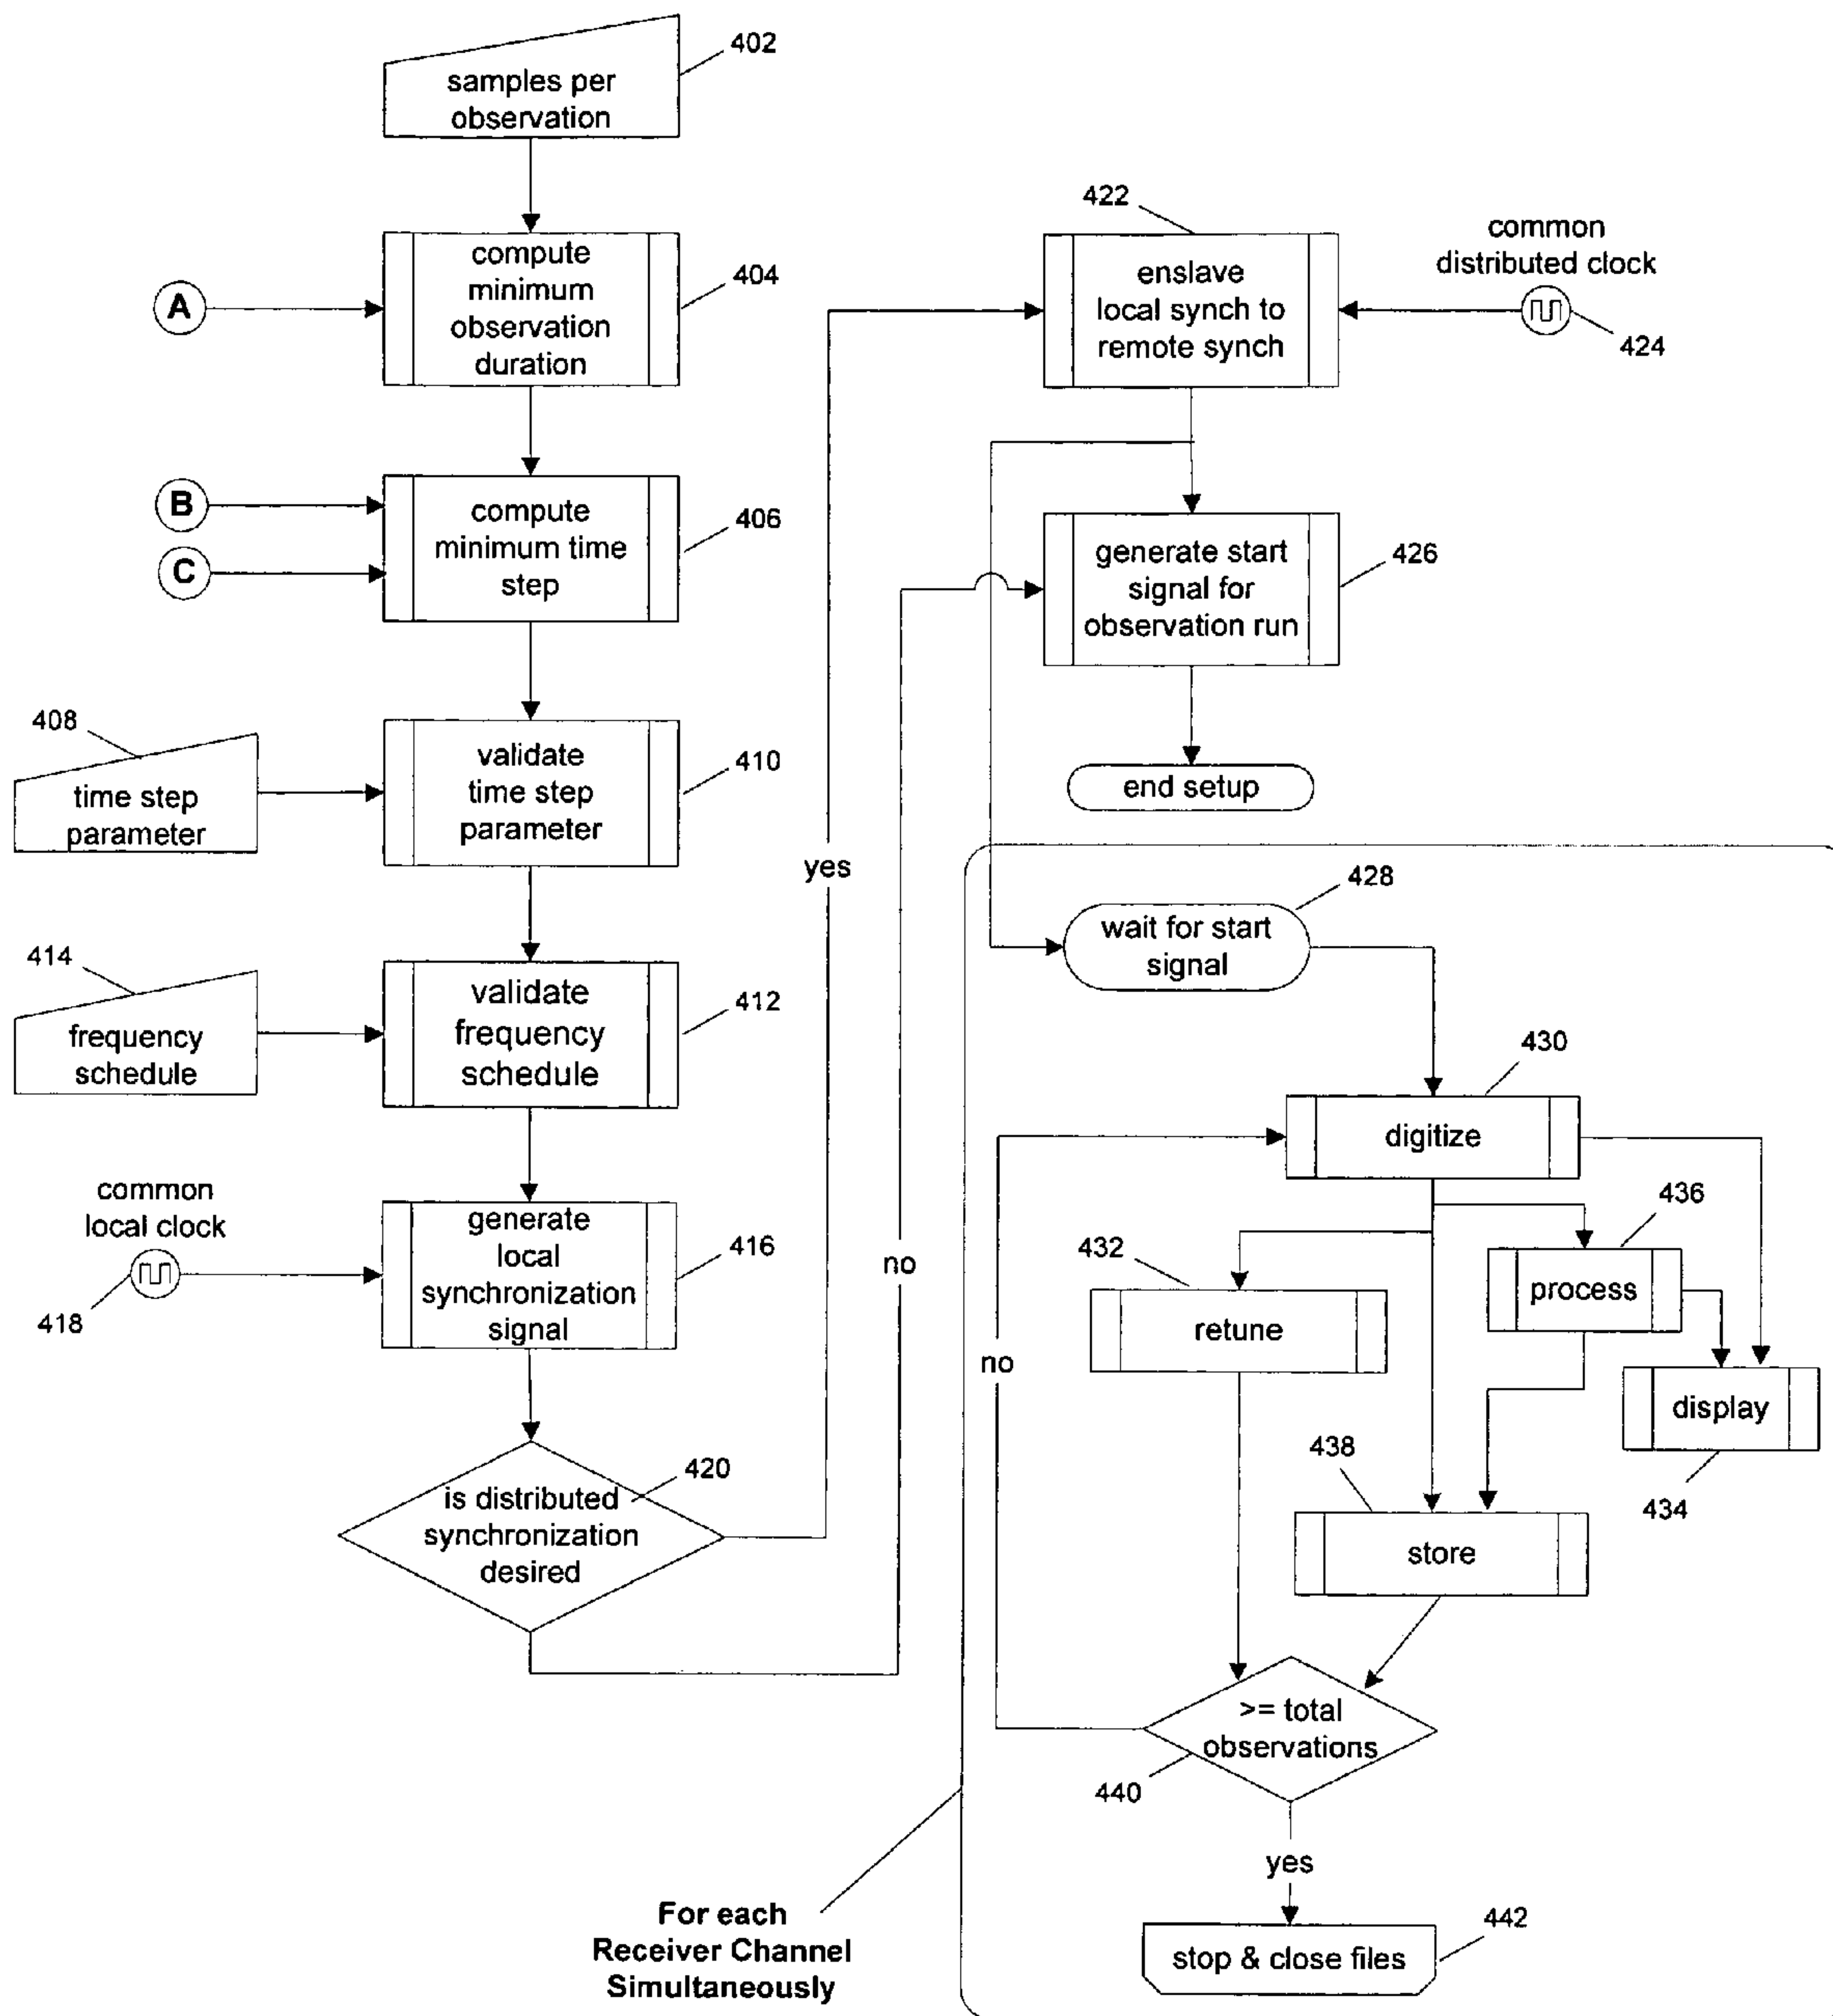 402
samples per
observation
A
compute
minimum
observation
duration
404
B
C
compute
minimum time
step
406
408
time step
parameter
validate
time step
parameter
410
414
frequency
schedule
validate
frequency
schedule
412
common
local clock
418
generate
local
synchronization
signal
416
is distributed
synchronization
desired
420
yes
no
422
enslave
local synch to
remote synch
common
distributed clock
424
generate start
signal for
observation run
426
end setup
428
wait for start
signal
430
digitize
432
retune
436
process
display
434
438
store
no
>= total
observations
440
yes
stop & close files
442
For each
Receiver Channel
Simultaneously